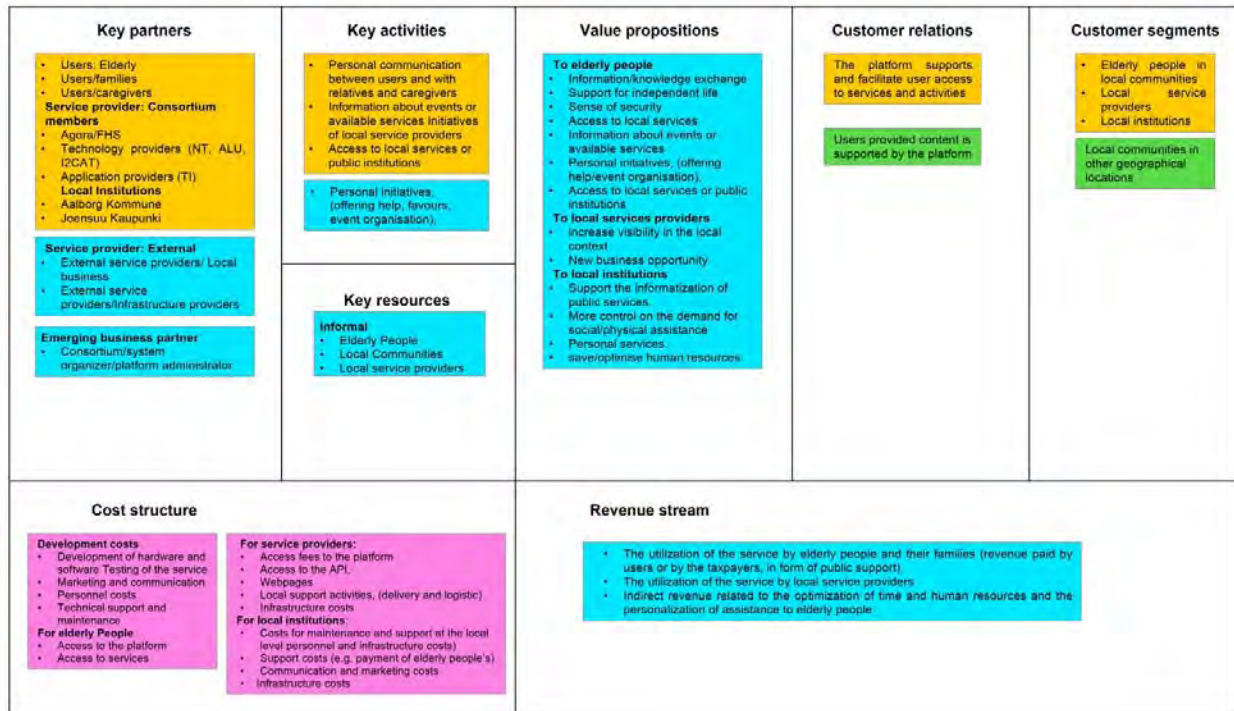 Key partners
Users: Elderly
Users/families
Users/caregivers
Service provider: Consortium
members
Agora/FHS
Technology providers (NT, ALU,
I2CAT)
Application providers (TI)
Local Institutions
Aalborg Kommune
Joensuu Kaupunki
Service provider: External
External service providers/ Local
business
External service
providers/Infrastructure providers
Emerging business partner
Consortium/system
organizer/platform administrator
Key activities
Personal communication
between users and with
relatives and caregivers
Information about events or
available services Initiatives
of local service providers
Access to local services or
public institutions
Personal initiatives,
(offering help, favours,
event organisation),
Key resources
Informal
Elderly People
Local Communities
Local service providers
Value propositions
To elderly people
Information/knowledge exchange
Support for independent life
Sense of security
Access to local services
Information about events or
available services
Personal initiatives, (offering
help/event organisation),
Access to local services or public
institutions
To local services providers
Increase visibility in the local
context
New business opportunity
To local institutions
Support the informatization of
public services.
More control on the demand for
social/physical assistance
Personal services.
save/optimise human resources
Customer relations
The platform supports
and facilitate user access
to services and activities
Users provided content is
supported by the platform
Customer segments
Elderly people in
local communities
Local service
providers
Local institutions
Local communities in
other geographical
locations
Cost structure
Development costs
Development of hardware and
software Testing of the service
Marketing and communication
Personnel costs
Technical support and
maintenance
For elderly People
Access to the platform
Access to services
For service providers:
Access fees to the platform
Access to the API,
Webpages
Local support activities, (delivery and logistic)
Infrastructure costs
For local institutions:
Costs for maintenance and support at the local
level personnel and infrastructure costs)
Support costs (e.g. payment of elderly people's)
Communication and marketing costs
Infrastructure costs
Revenue stream
The utilization of the service by elderly people and their families (revenue paid by
users or by the taxpayers, in form of public support)
The utilization of the service by local service providers
Indirect revenue related to the optimization of time and human resources and the
personalization of assistance to elderly people